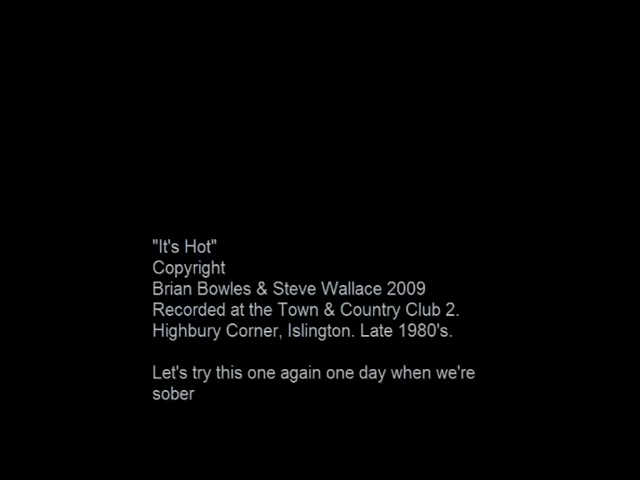 "It's Hot"
Copyright
Brian Bowles & Steve Wallace 2009
Recorded at the Town & Country Club 2.
Highbury Corner, Islington. Late 1980's.
Let's try this one again one day when we're
sober